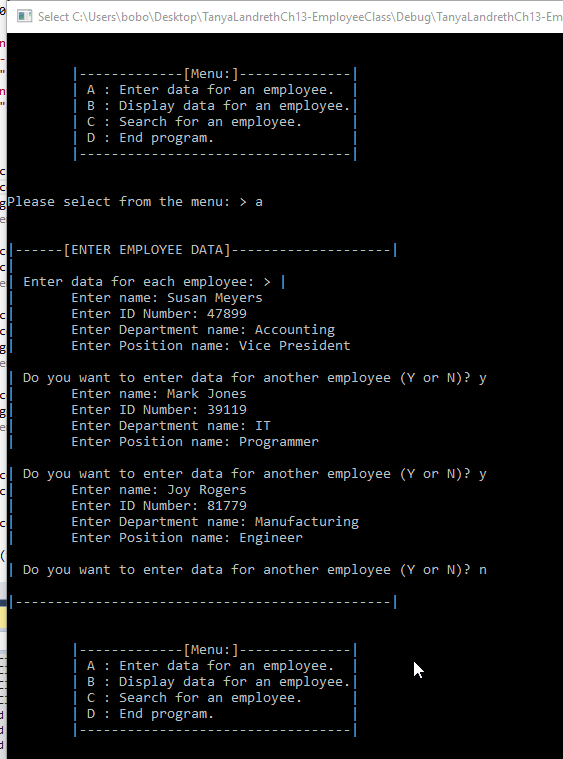 Select C:\Users\bobo\Desktop\TanyaLandrethCh13-EmployeeClass\Debug\TanyaLandrethCh13-Em
|-------------[Menu:]--------------|
| A : Enter data for an employee.  |
| B : Display data for an employee.|
| C : Search for an employee.      |
| D : End program.                 |
|----------------------------------|
Please select from the menu: > a
|------[ENTER EMPLOYEE DATA]--------------------|
|
| Enter data for each employee: > |
| Enter name: Susan Meyers
| Enter ID Number: 47899
| Enter Department name: Accounting
| Enter Position name: Vice President
|
| Do you want to enter data for another employee (Y or N)? y
| Enter name: Mark Jones
| Enter ID Number: 39119
| Enter Department name: IT
| Enter Position name: Programmer
|
| Do you want to enter data for another employee (Y or N)? y
| Enter name: Joy Rogers
| Enter ID Number: 81779
| Enter Department name: Manufacturing
| Enter Position name: Engineer
|
| Do you want to enter data for another employee (Y or N)? n
|
|-----------------------------------------------|
|-------------[Menu:]--------------|
| A : Enter data for an employee.  |
| B : Display data for an employee.|
| C : Search for an employee.      |
| D : End program.                 |
|----------------------------------|